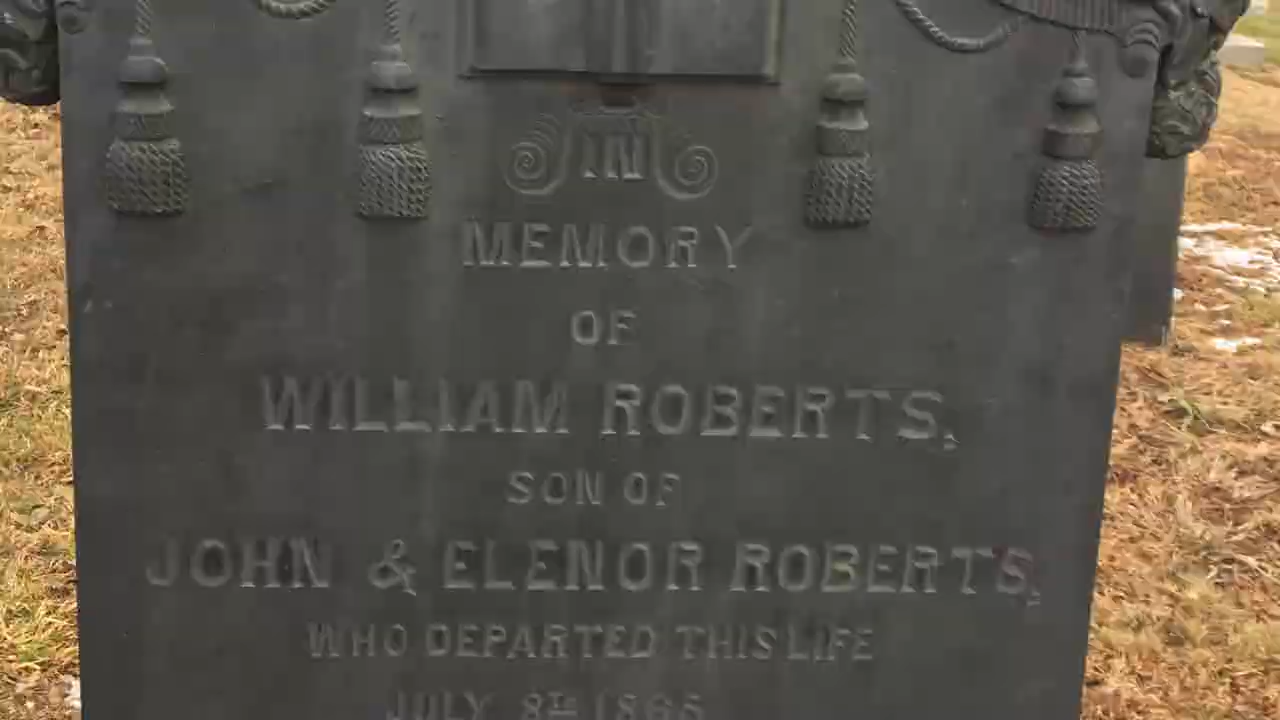 IN
MEMORY
OF
WILLIAM ROBERTS,
SON OF
JOHN & ELENOR ROBERTS,
WHO DEPARTED THIS LIFE
JULY 8TH